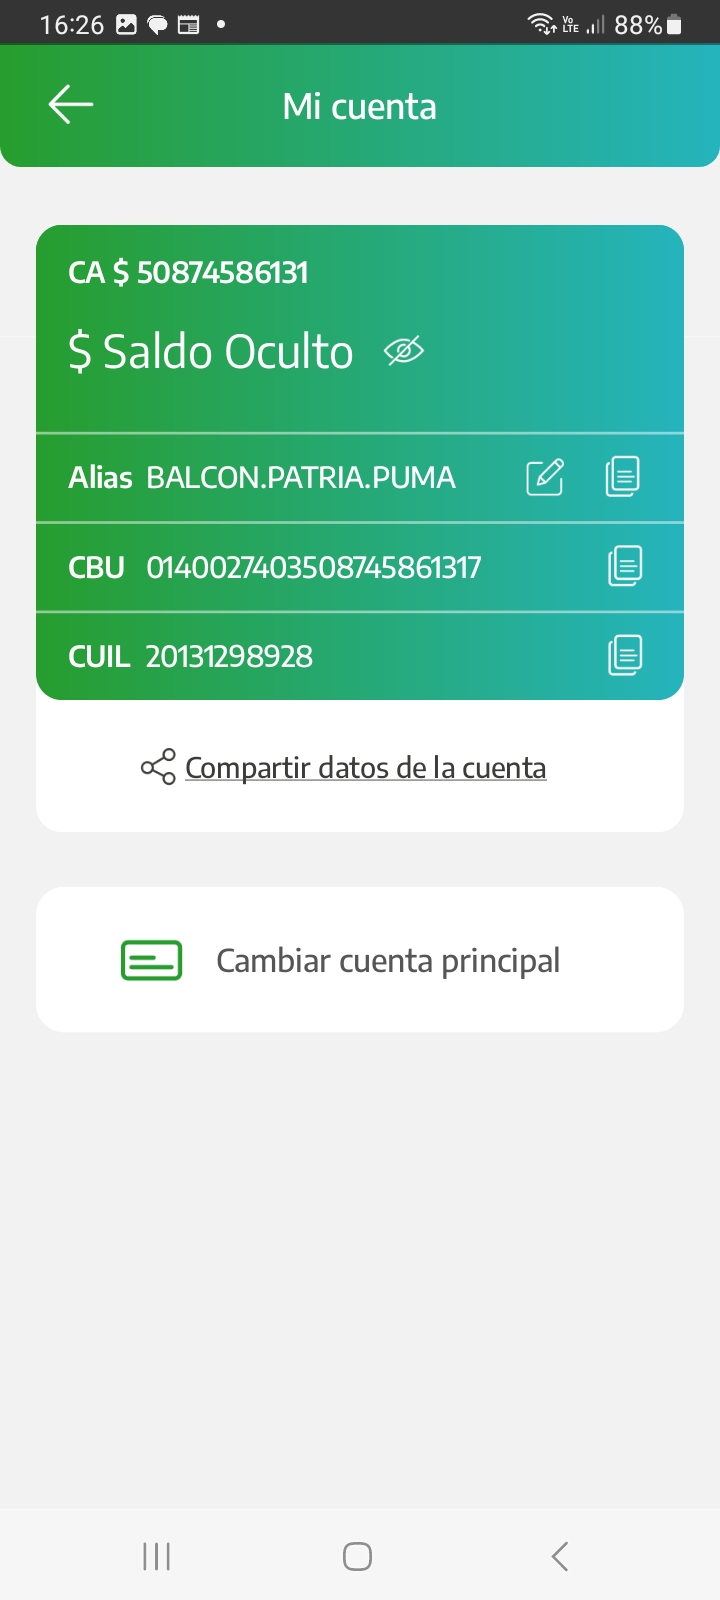 16:26 Vo LTE 88%
Mi cuenta
CA $ 50874586131
$ Saldo Oculto
Alias BALCON.PATRIA.PUMA
CBU 0140027403508745861317
CUIL 20131298928
Compartir datos de la cuenta
Cambiar cuenta principal